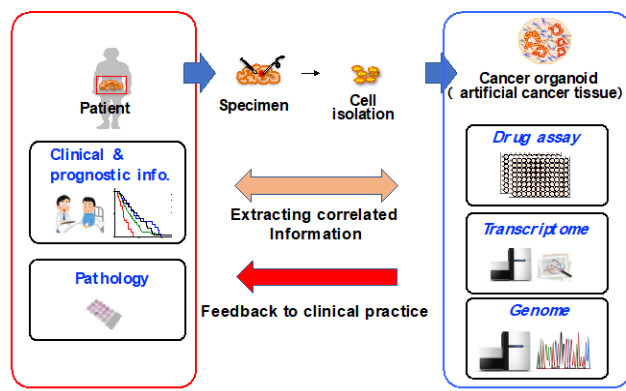 Patient
Specimen
Cell
isolation
Cancer organoid
( artificial cancer tissue)
Clinical &
prognostic info.
Pathology
Extracting correlated
Information
Feedback to clinical practice
Drug assay
Transcriptome
Genome